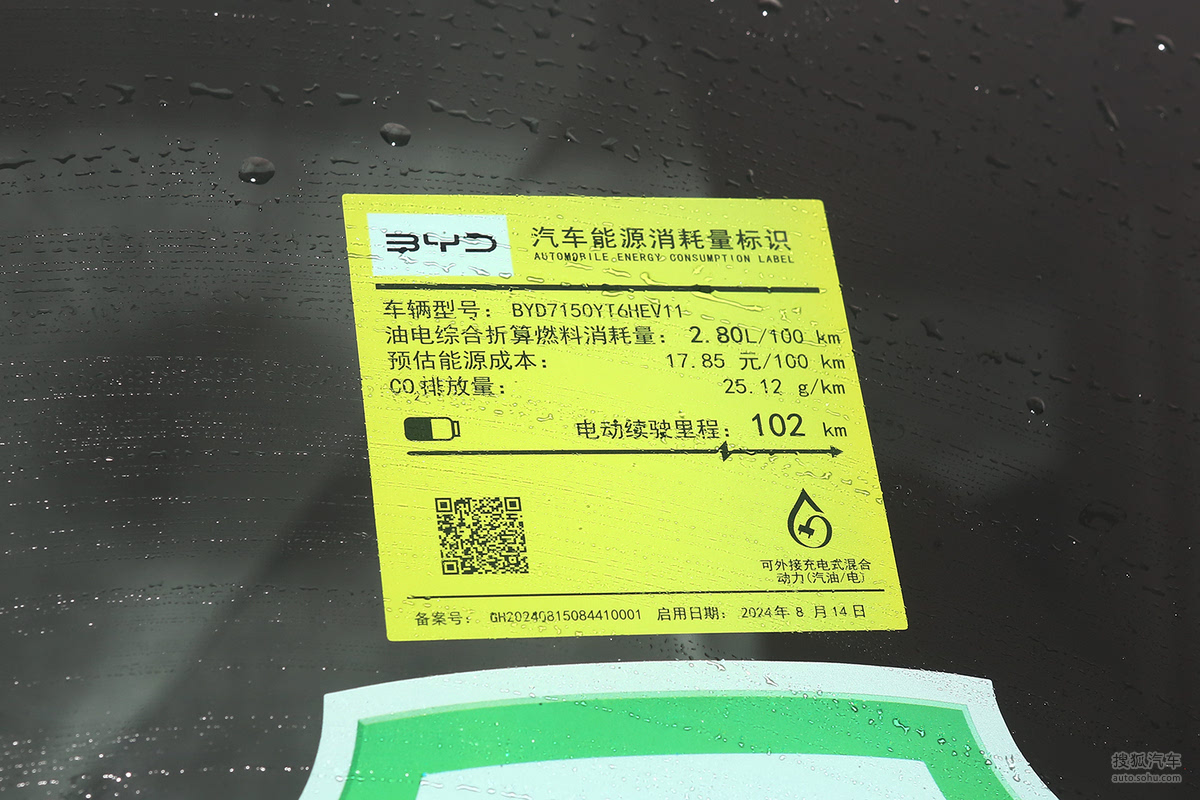 BYD
汽车能源消耗量标识
AUTOMOBILE ENERGY CONSUMPTION LABEL
车辆型号： BYD7150YT6HEV11
油电综合折算燃料消耗量： 2.80L/100 km
预估能源成本： 17.85 元/100 km
CO₂排放量： 25.12 g/km
电动续驶里程： 102 km
可外接充电式混合
动力(汽油/电)
备案号： GH20240815084410001 启用日期： 2024年 8 月 14 日
搜狐汽车
auto.sohu.com